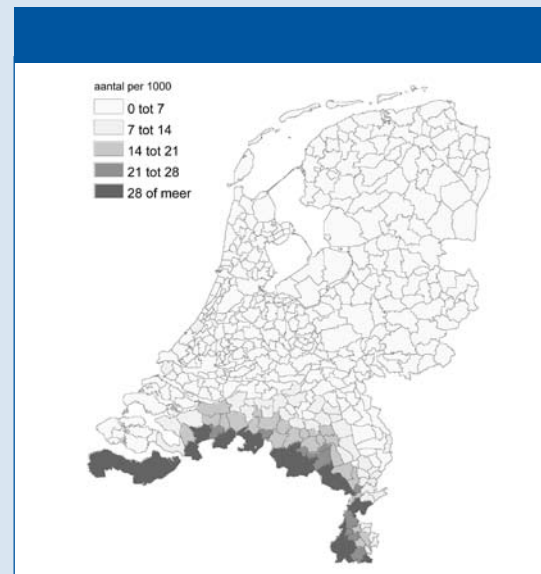 aantal per 1000
0 tot 7
7 tot 14
14 tot 21
21 tot 28
28 of meer